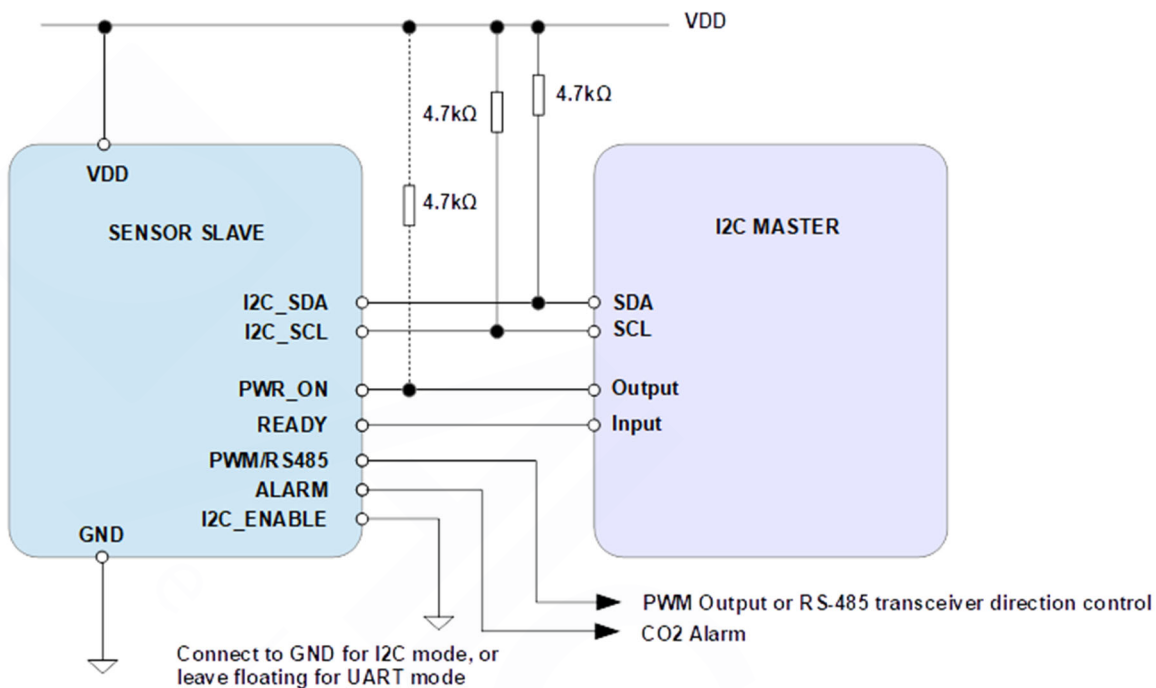 VDD
4.7kΩ
4.7kΩ
VDD
4.7kΩ
SENSOR SLAVE
I2C MASTER
I2C_SDA
SDA
I2C_SCL
SCL
PWR_ON
Output
READY
Input
PWM/RS485
ALARM
I2C_ENABLE
GND
PWM Output or RS-485 transceiver direction control
CO2 Alarm
Connect to GND for I2C mode, or
leave floating for UART mode